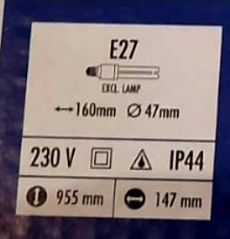 E27
EXCL. LAMP
↔160mm Ø 47mm
230 V IP44
955 mm 147 mm